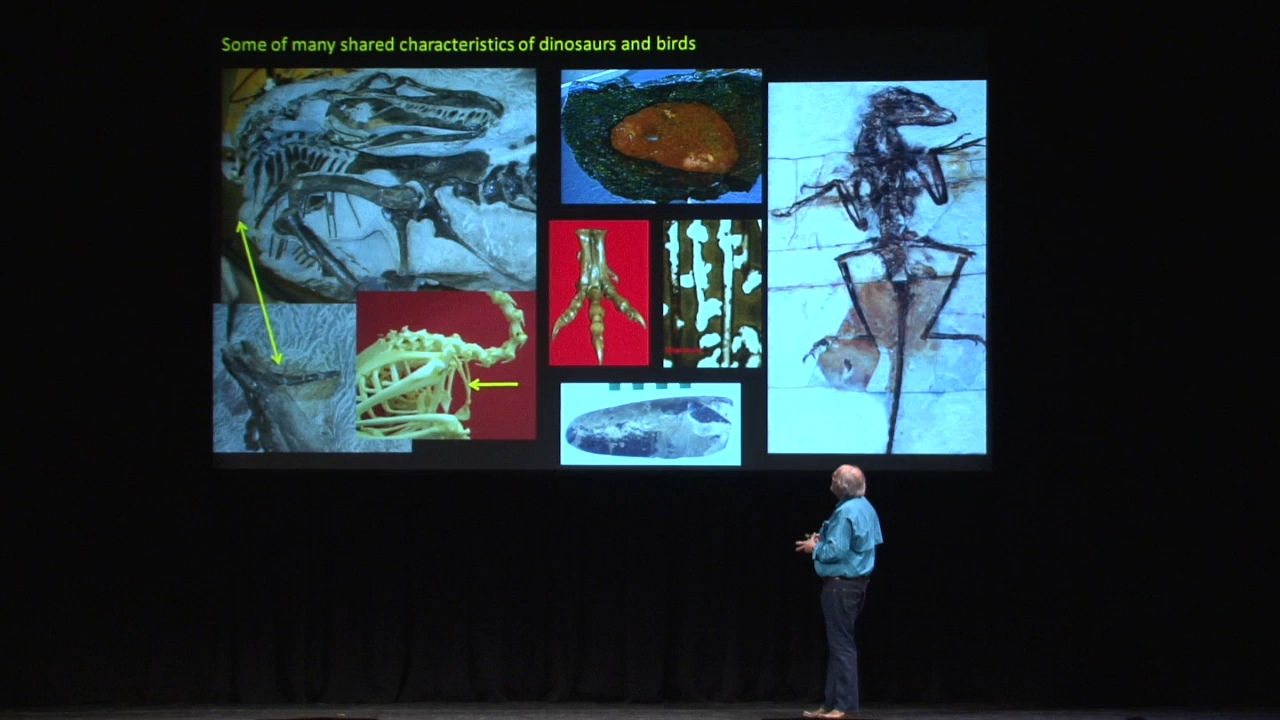 Some of many shared characteristics of dinosaurs and birds